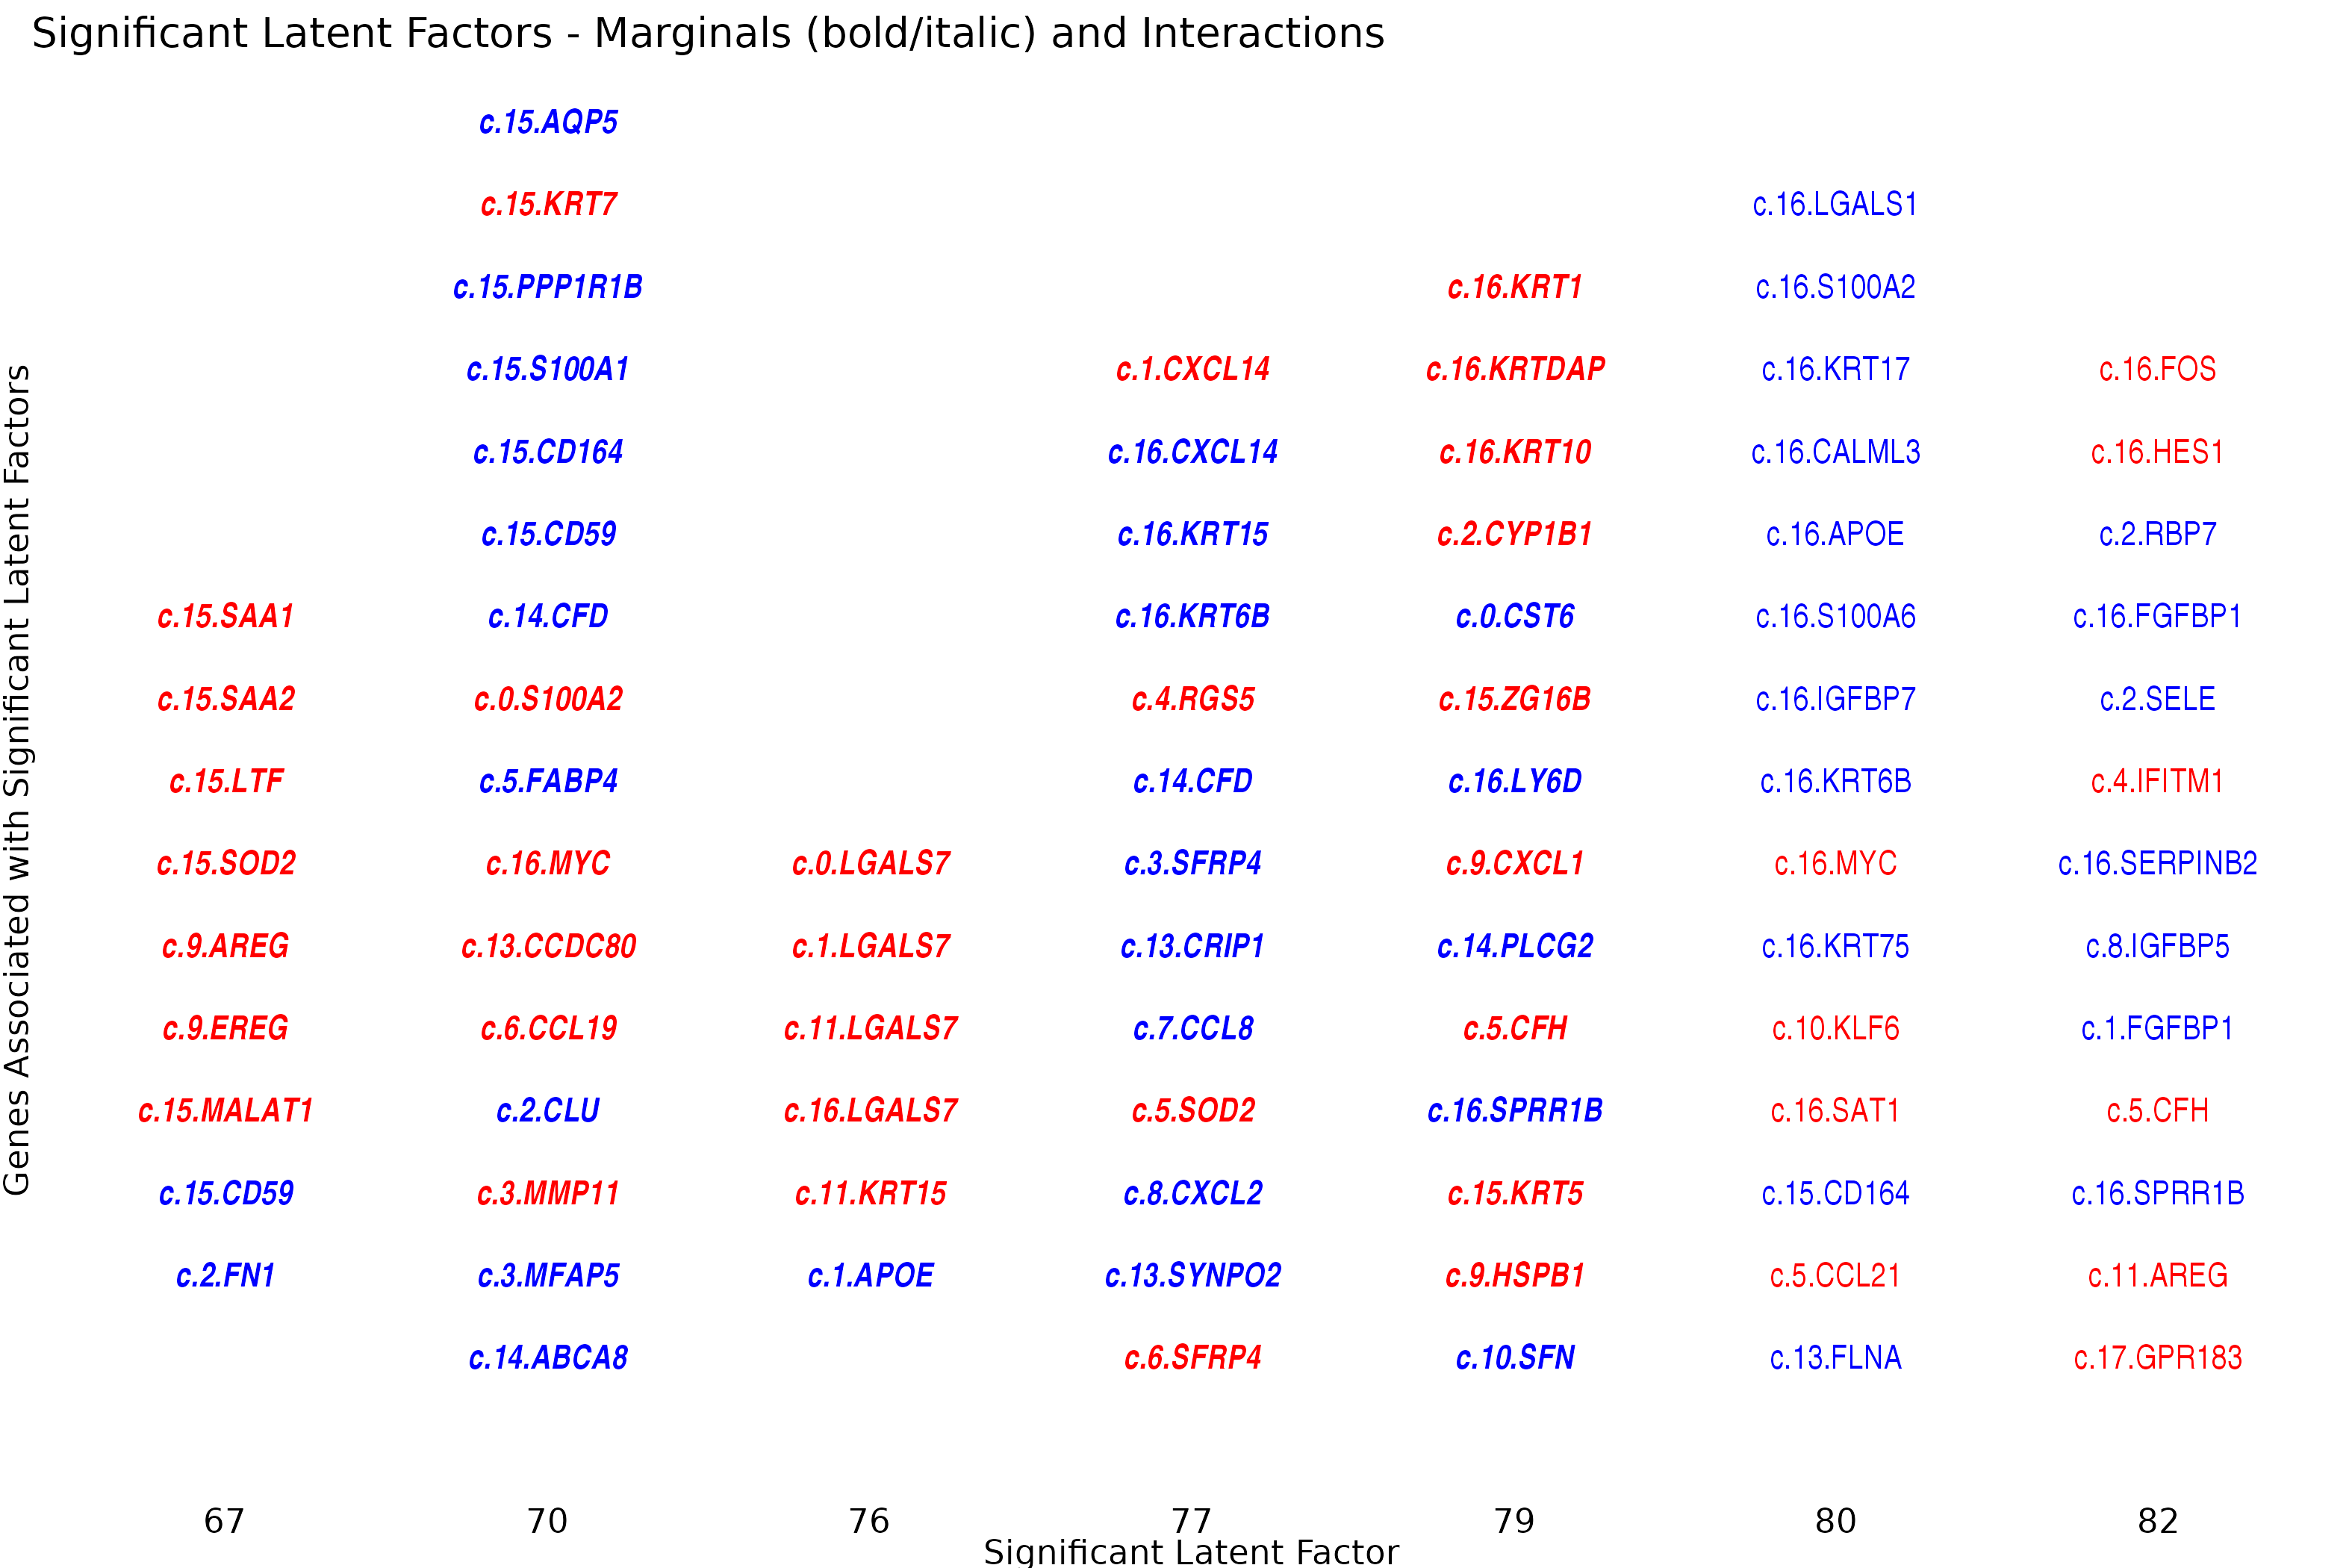 Significant Latent Factors - Marginals (bold/italic) and Interactions
Genes Associated with Significant Latent Factors
c.15.AQP5
c.15.KRT7 c.16.LGALS1
c.15.PPP1R1B c.16.KRT1 c.16.S100A2
c.15.S100A1 c.1.CXCL14 c.16.KRTDAP c.16.KRT17 c.16.FOS
c.15.CD164 c.16.CXCL14 c.16.KRT10 c.16.CALML3 c.16.HES1
c.15.CD59 c.16.KRT15 c.2.CYP1B1 c.16.APOE c.2.RBP7
c.15.SAA1 c.14.CFD c.16.KRT6B c.0.CST6 c.16.S100A6 c.16.FGFBP1
c.15.SAA2 c.0.S100A2 c.4.RGS5 c.15.ZG16B c.16.IGFBP7 c.2.SELE
c.15.LTF c.5.FABP4 c.14.CFD c.16.LY6D c.16.KRT6B c.4.IFITM1
c.15.SOD2 c.16.MYC c.0.LGALS7 c.3.SFRP4 c.9.CXCL1 c.16.MYC c.16.SERPINB2
c.9.AREG c.13.CCDC80 c.1.LGALS7 c.13.CRIP1 c.14.PLCG2 c.16.KRT75 c.8.IGFBP5
c.9.EREG c.6.CCL19 c.11.LGALS7 c.7.CCL8 c.5.CFH c.10.KLF6 c.1.FGFBP1
c.15.MALAT1 c.2.CLU c.16.LGALS7 c.5.SOD2 c.16.SPRR1B c.16.SAT1 c.5.CFH
c.15.CD59 c.3.MMP11 c.11.KRT15 c.8.CXCL2 c.15.KRT5 c.15.CD164 c.16.SPRR1B
c.2.FN1 c.3.MFAP5 c.1.APOE c.13.SYNPO2 c.9.HSPB1 c.5.CCL21 c.11.AREG
c.14.ABCA8 c.6.SFRP4 c.10.SFN c.13.FLNA c.17.GPR183
67 70 76 77 79 80 82
Significant Latent Factor